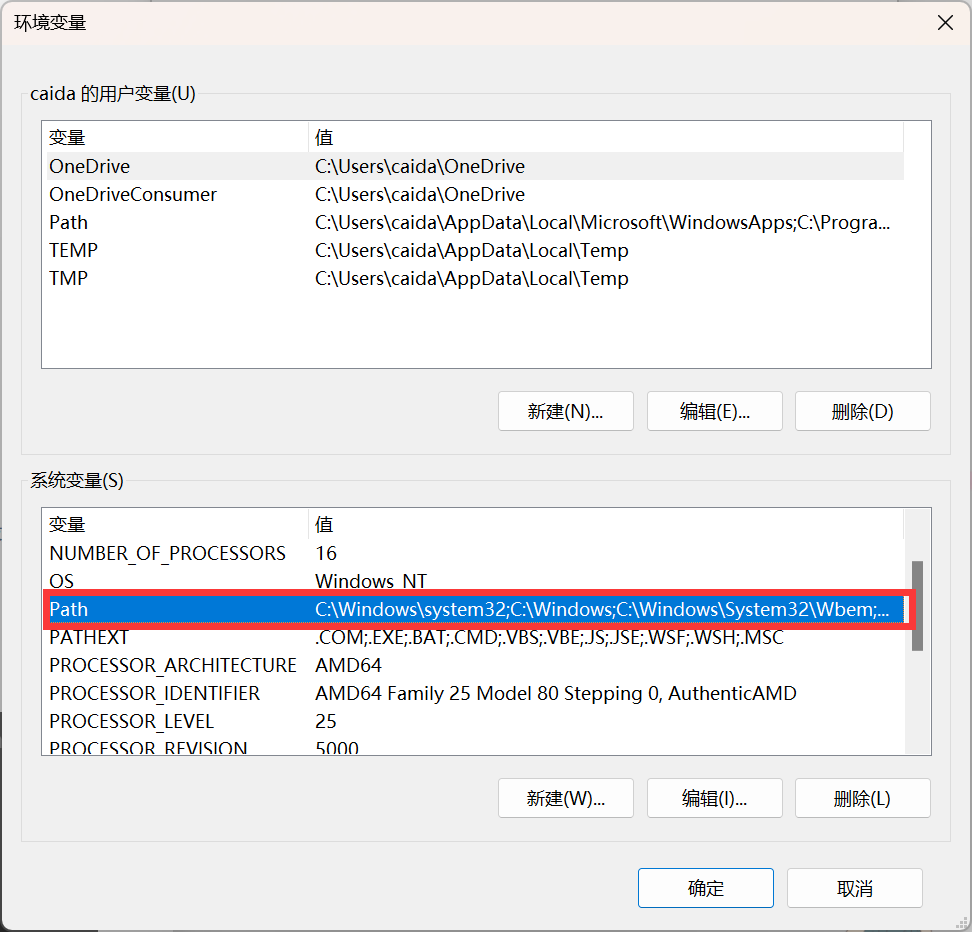 环境变量
caida 的用户变量(U)
变量 值
OneDrive C:\Users\caida\OneDrive
OneDriveConsumer C:\Users\caida\OneDrive
Path C:\Users\caida\AppData\Local\Microsoft\WindowsApps;C:\Progra...
TEMP C:\Users\caida\AppData\Local\Temp
TMP C:\Users\caida\AppData\Local\Temp
新建(N)... 编辑(E)... 删除(D)
系统变量(S)
变量 值
NUMBER_OF_PROCESSORS 16
OS Windows_NT
Path C:\Windows\system32;C:\Windows;C:\Windows\System32\Wbem;...
PATHEXT .COM;.EXE;.BAT;.CMD;.VBS;.VBE;.JS;.JSE;.WSF;.WSH;.MSC
PROCESSOR_ARCHITECTURE AMD64
PROCESSOR_IDENTIFIER AMD64 Family 25 Model 80 Stepping 0, AuthenticAMD
PROCESSOR_LEVEL 25
PROCESSOR_REVISION 5000
新建(W)... 编辑(I)... 删除(L)
确定 取消